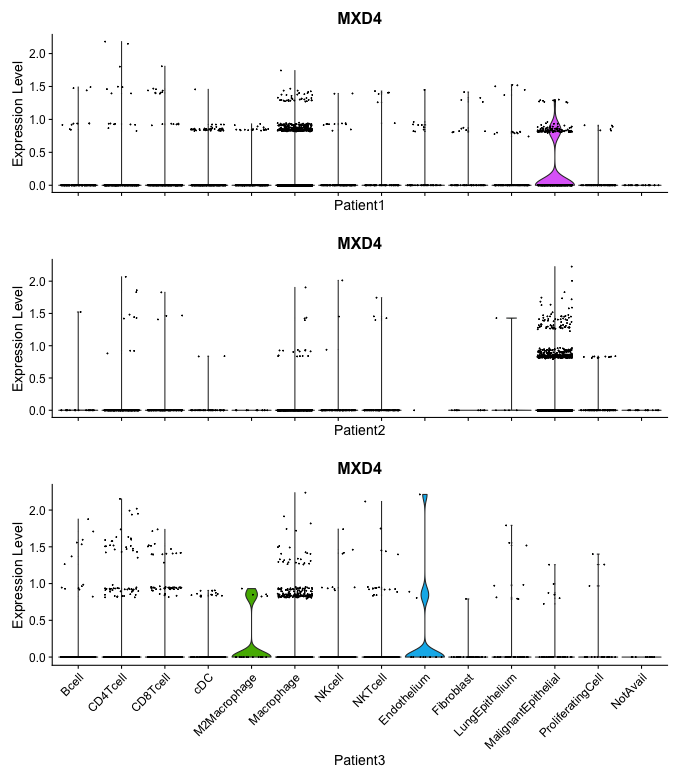 MXD4
Expression Level
2.0
1.5
1.0
0.5
0.0
Patient1
MXD4
Expression Level
2.0
1.5
1.0
0.5
0.0
Patient2
MXD4
Expression Level
2.0
1.5
1.0
0.5
0.0
Bcell
CD4Tcell
CD8Tcell
cDC
M2Macrophage
Macrophage
NKcell
NKTcell
Endothelium
Fibroblast
LungEpithelium
MalignantEpithelial
ProliferatingCell
NotAvail
Patient3